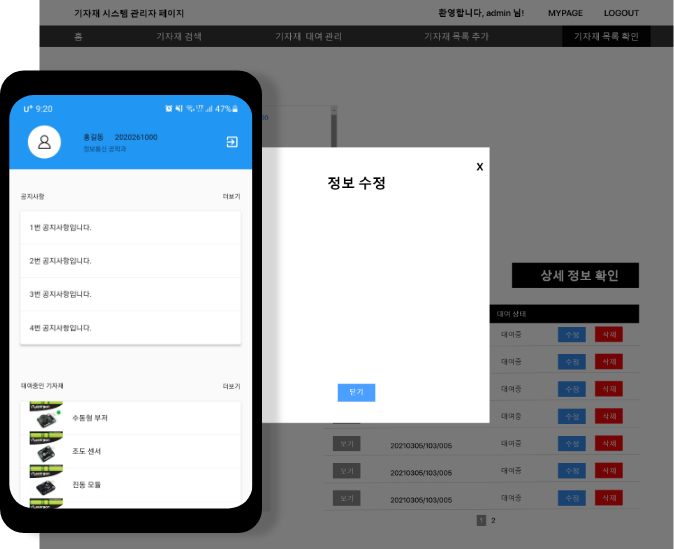 기자재 시스템 관리자 페이지
환영합니다, admin 님!
MYPAGE
LOGOUT
홈
기자재 검색
기자재 대여 관리
기자재 목록 추가
기자재 목록 확인
U+ 9:20
47%
홍길동 2020261000
정보통신 공학과
공지사항
더보기
1번 공지사항입니다.
2번 공지사항입니다.
3번 공지사항입니다.
4번 공지사항입니다.
대여중인 기자재
더보기
수동형 부저
조도 센서
진동 모듈
X
정보 수정
닫기
상세 정보 확인
대여 상태
대여중 수정 삭제
대여중 수정 삭제
대여중 수정 삭제
대여중 수정 삭제
보기 20210305/103/005 대여중 수정 삭제
보기 20210305/103/005 대여중 수정 삭제
보기 20210305/103/005 대여중 수정 삭제
1 2